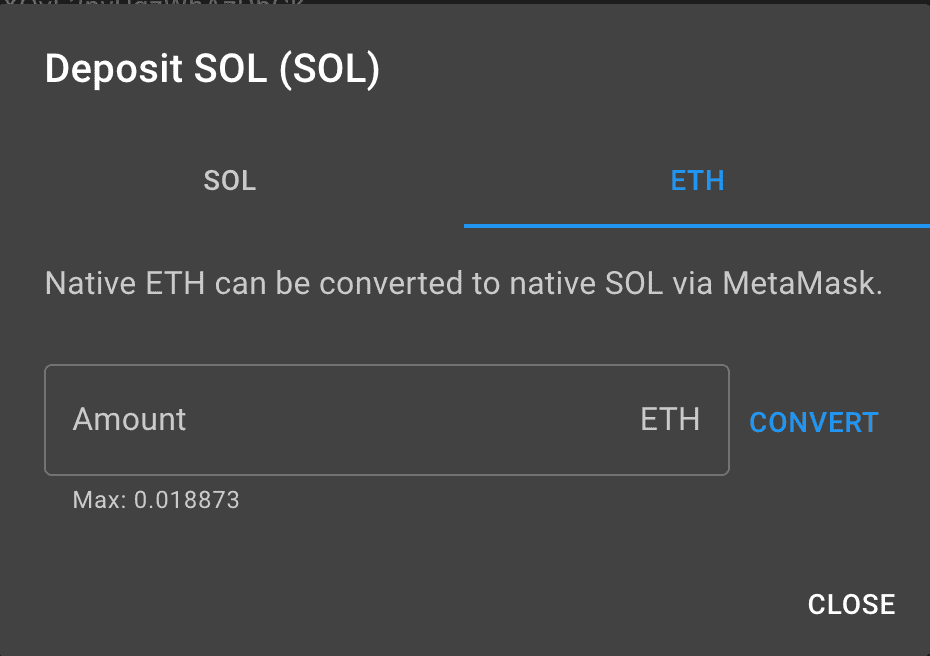 Deposit SOL (SOL)
SOL
ETH
Native ETH can be converted to native SOL via MetaMask.
Amount
ETH
CONVERT
Max: 0.018873
CLOSE